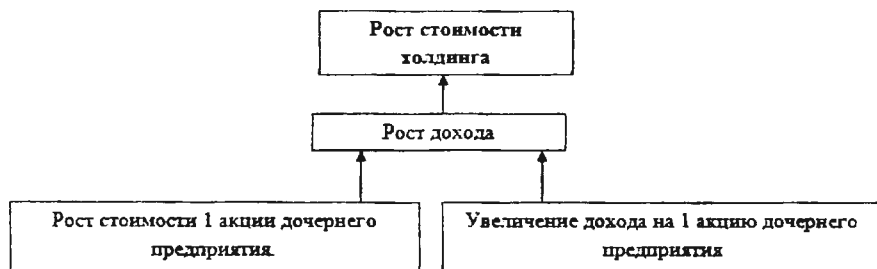 Рост стоимости
холдинга
Рост дохода
Рост стоимости 1 акции дочернего
предприятия.
Увеличение дохода на 1 акцию дочернего
предприятия